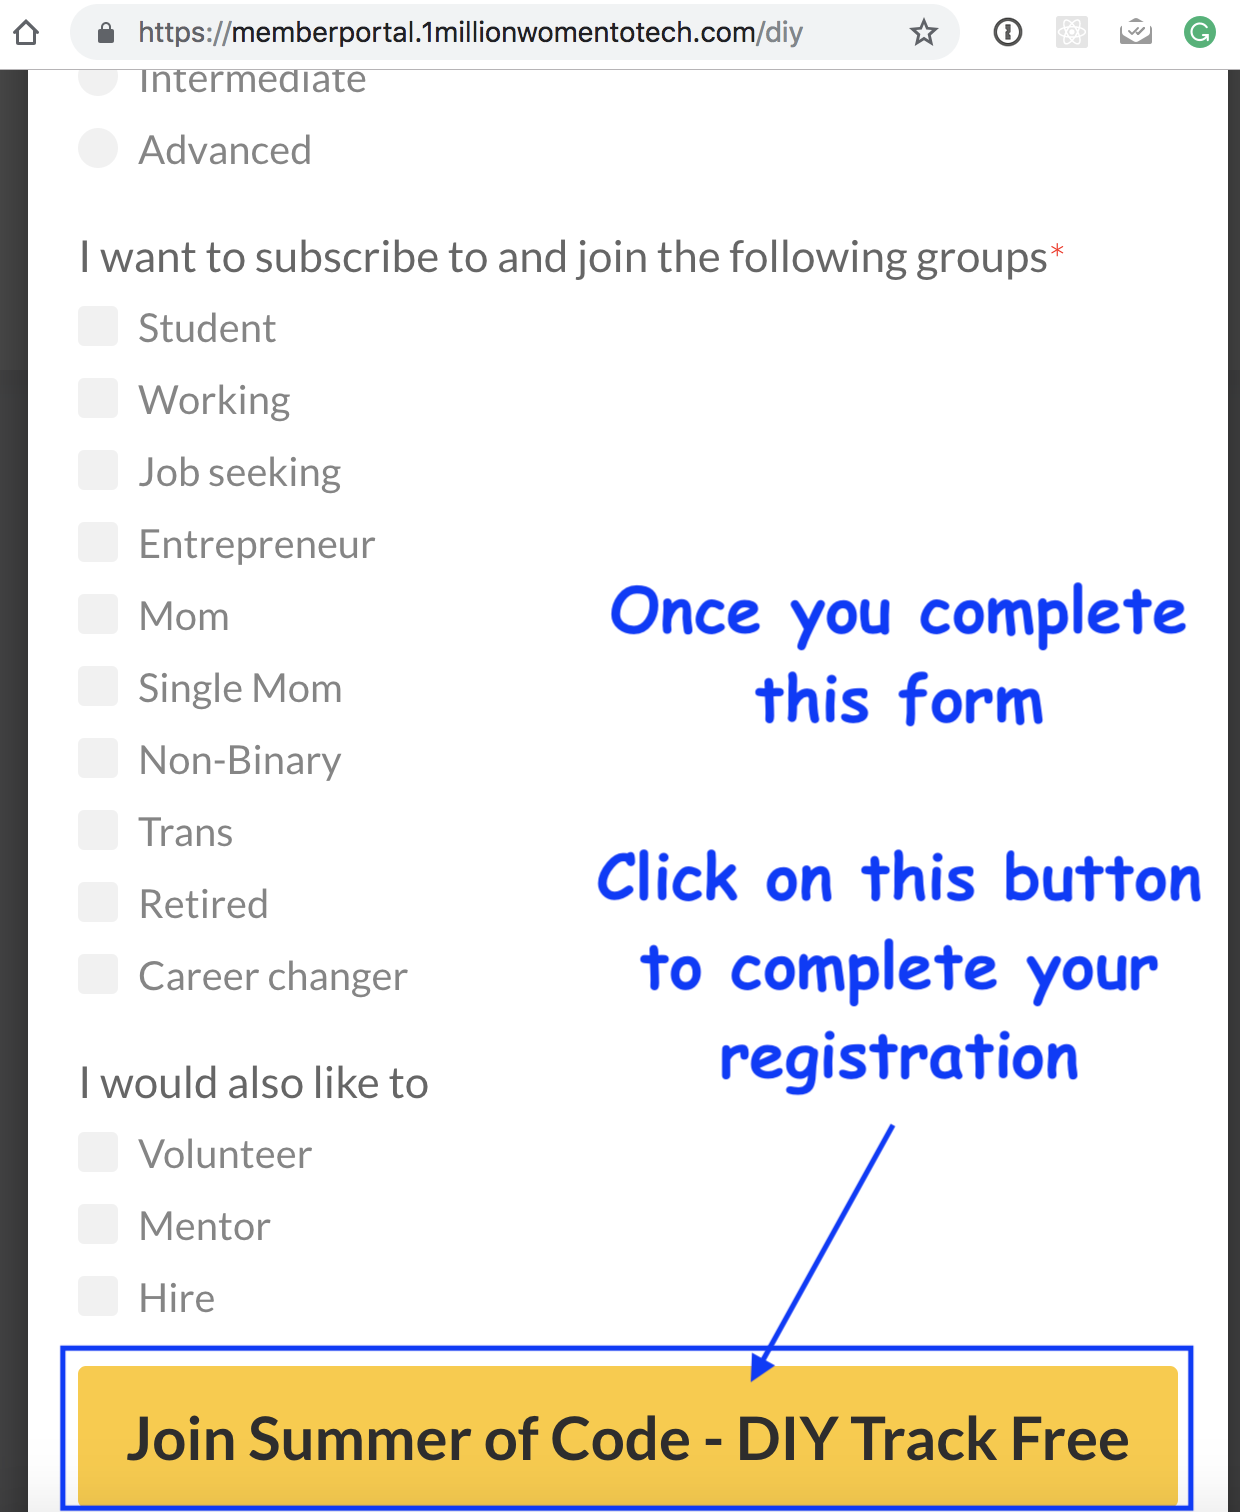 https://memberportal.1millionwomentotech.com/diy
Intermediate
Advanced
I want to subscribe to and join the following groups*
Student
Working
Job seeking
Entrepreneur
Mom
Single Mom
Non-Binary
Trans
Retired
Career changer
Once you complete
this form
Click on this button
to complete your
registration
I would also like to
Volunteer
Mentor
Hire
Join Summer of Code - DIY Track Free